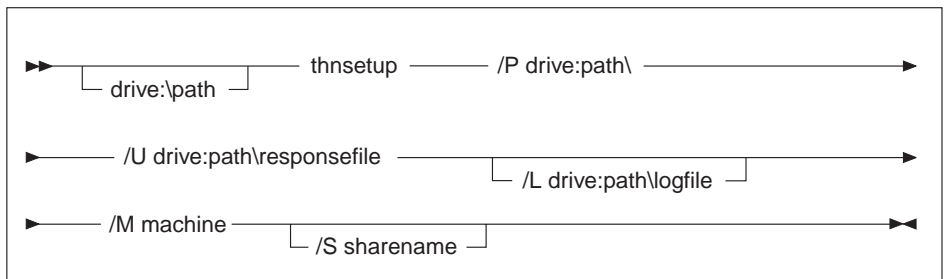 thnsetup /P drive:path\
drive:\path
/U drive:path\responsefile
/L drive:path\logfile
/M machine
/S sharename